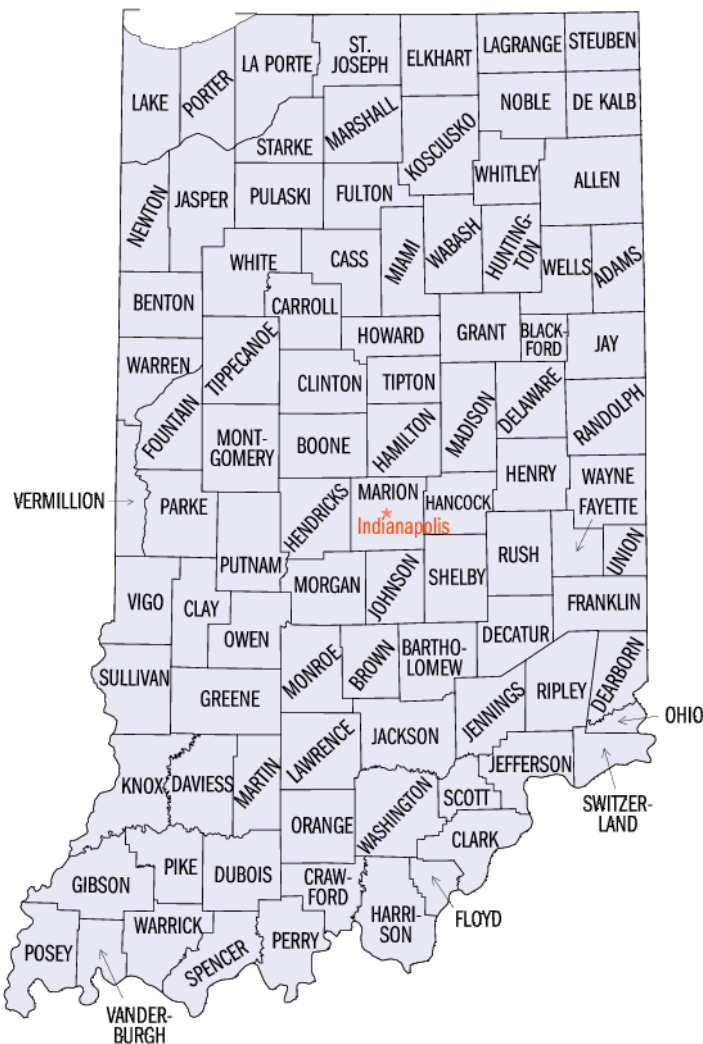 ST.
JOSEPH
ELKHART
LAGRANGE
STEUBEN
LA PORTE
LAKE
PORTER
NOBLE
DE KALB
MARSHALL
KOSCIUSKO
STARKE
WHITLEY
ALLEN
NEWTON
JASPER
PULASKI
FULTON
MIAMI
WABASH
HUNTING-
TON
WELLS
ADAMS
WHITE
CASS
BENTON
CARROLL
HOWARD
GRANT
BLACK-
FORD
JAY
WARREN
TIPPECANOE
CLINTON
TIPTON
MADISON
DELAWARE
RANDOLPH
FOUNTAIN
MONT-
GOMERY
BOONE
HAMILTON
HENRY
WAYNE
VERMILLION
PARKE
HENDRICKS
MARION
Indianapolis
HANCOCK
FAYETTE
UNION
PUTNAM
RUSH
MORGAN
JOHNSON
SHELBY
VIGO
CLAY
FRANKLIN
OWEN
MONROE
BROWN
BARTHO-
LOMEW
DECATUR
SULLIVAN
GREENE
JENNINGS
RIPLEY
DEARBORN
OHIO
LAWRENCE
JACKSON
KNOX
DAVIESS
MARTIN
JEFFERSON
SWITZER-
LAND
ORANGE
WASHINGTON
SCOTT
CLARK
PIKE
DUBOIS
GIBSON
CRAW-
FORD
HARRI-
SON
FLOYD
POSEY
WARRICK
SPENCER
PERRY
VANDER-
BURGH